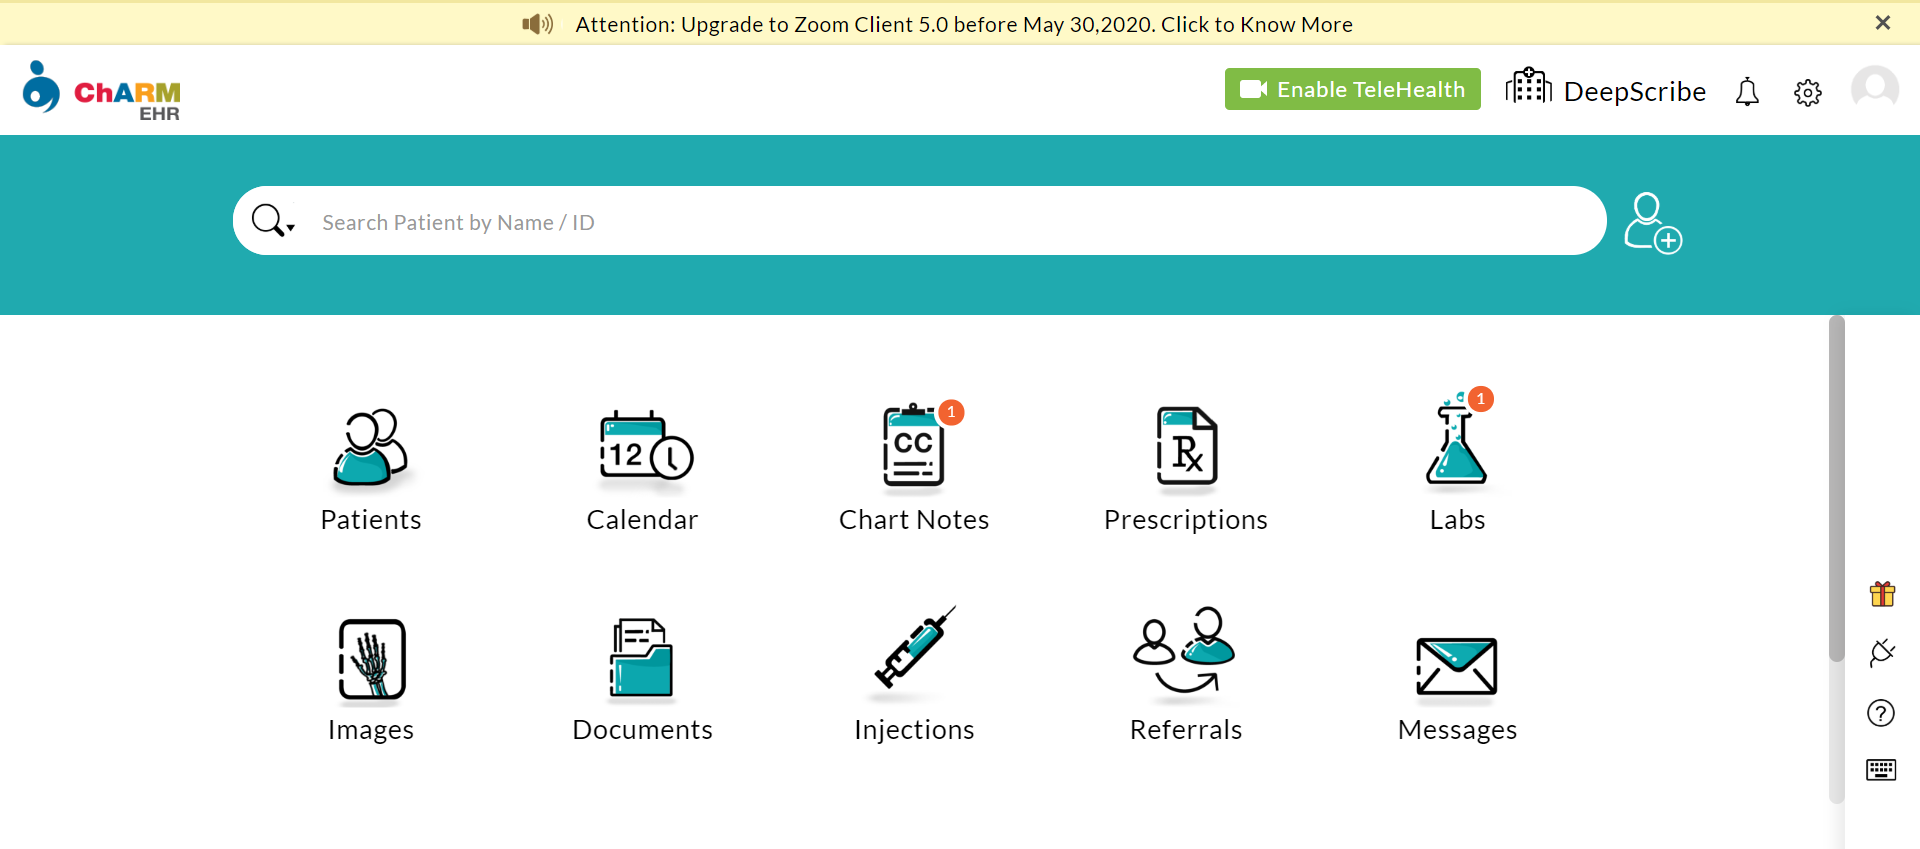 Attention: Upgrade to Zoom Client 5.0 before May 30,2020. Click to Know More
ChARM
EHR
Enable TeleHealth
DeepScribe
Search Patient by Name / ID
12
CC
1
Rx
1
Patients
Calendar
Chart Notes
Prescriptions
Labs
Images
Documents
Injections
Referrals
Messages
?